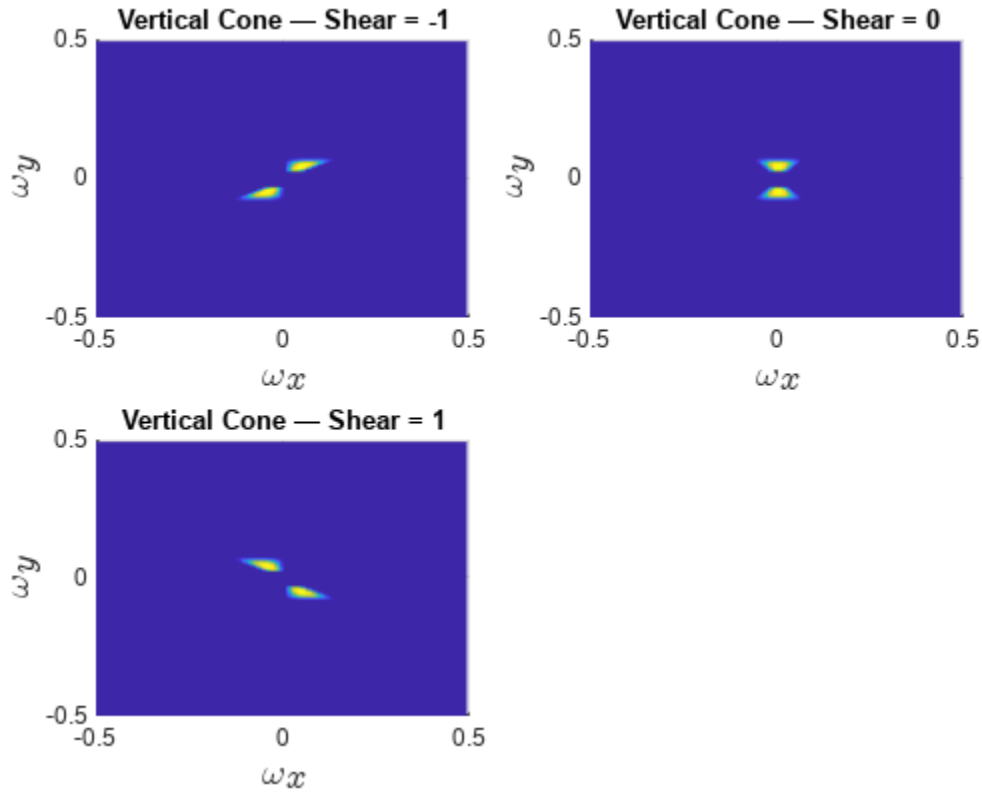 Vertical Cone — Shear = -1
0.5
0
-0.5
-0.5
0
0.5
ωy
ωx
Vertical Cone — Shear = 0
0.5
0
-0.5
-0.5
0
0.5
ωy
ωx
Vertical Cone — Shear = 1
0.5
0
-0.5
-0.5
0
0.5
ωy
ωx